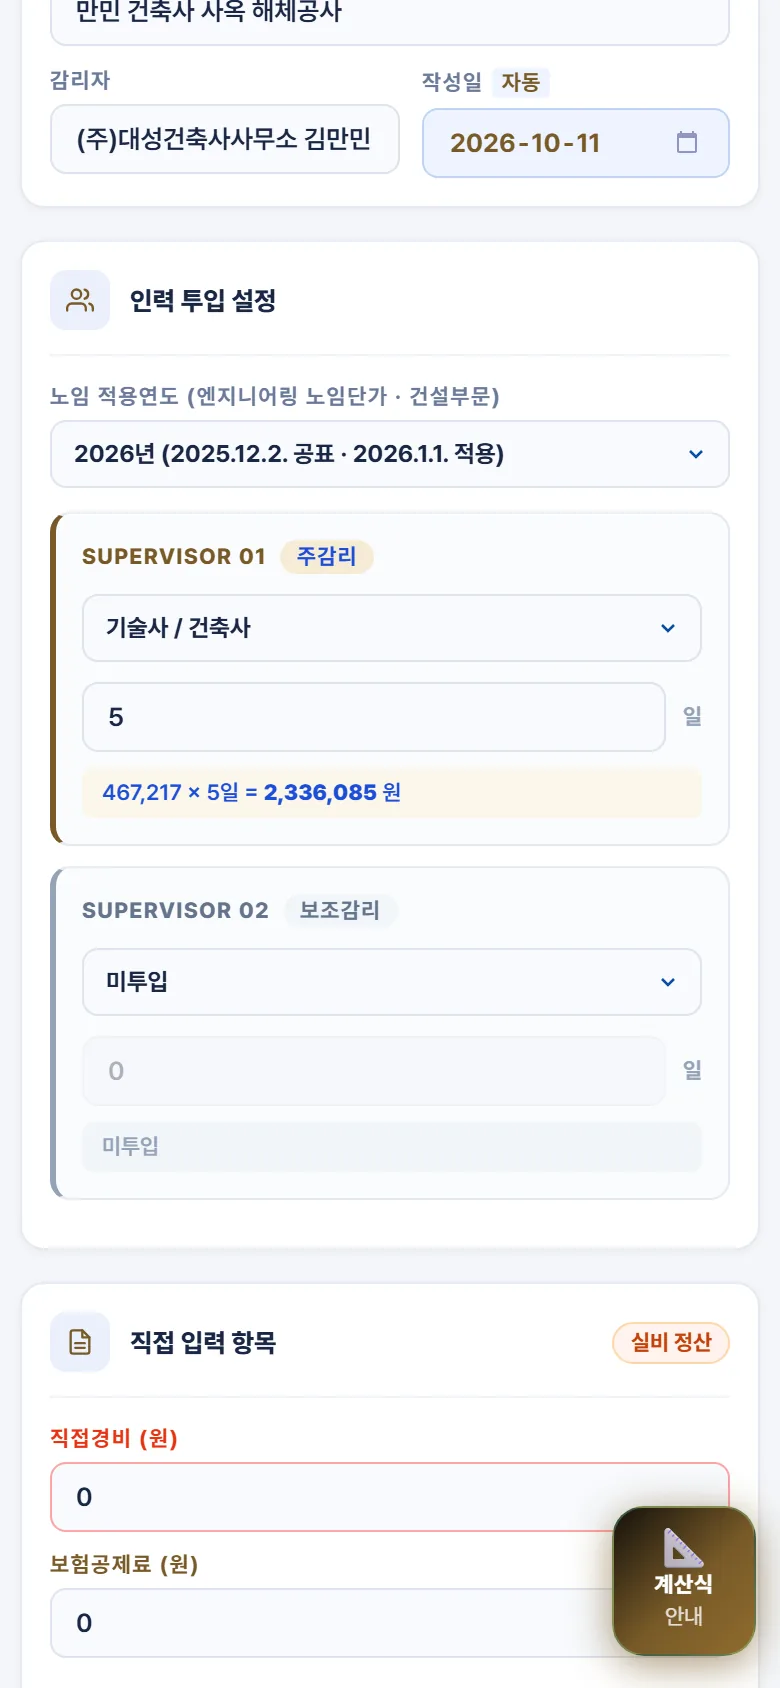 만민 건축사 사옥 해체공사
감리자
작성일 자동
(주)대성건축사사무소 김만민
2026-10-11
인력 투입 설정
노임 적용연도 (엔지니어링 노임단가 · 건설부문)
2026년 (2025.12.2. 공표 · 2026.1.1. 적용)
SUPERVISOR 01 주감리
기술사 / 건축사
5 일
467,217 × 5일 = 2,336,085 원
SUPERVISOR 02 보조감리
미투입
0 일
미투입
직접 입력 항목 실비 정산
직접경비 (원)
0
보험공제료 (원)
0
계산식
안내